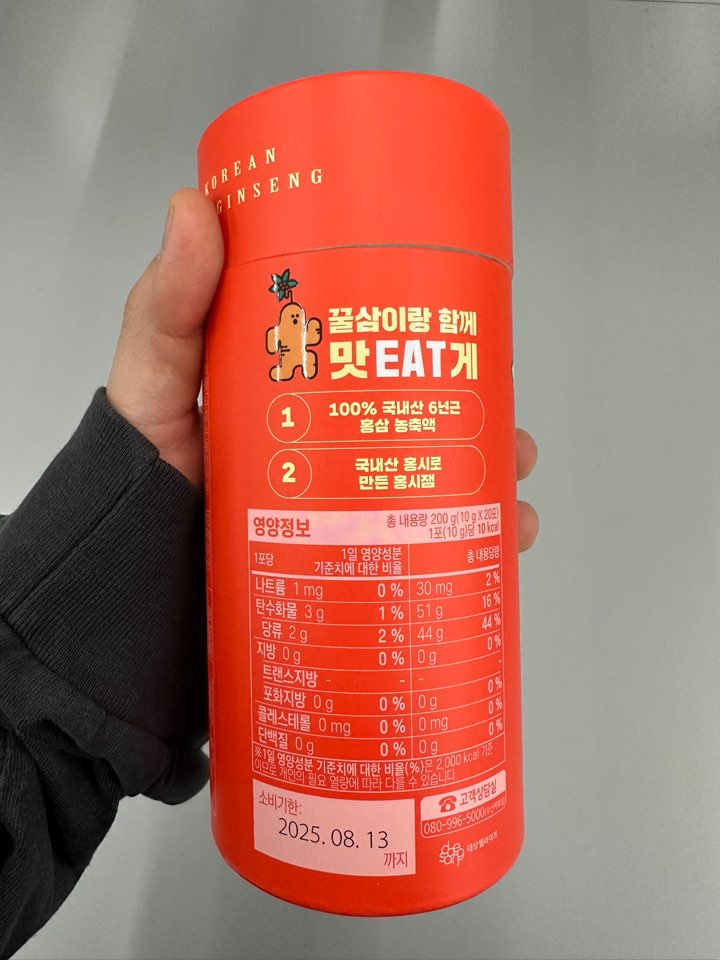 KOREAN
GINSENG
꿀삼이랑 함께
맛EAT게
1 100% 국내산 6년근
홍삼 농축액
2 국내산 홍시로
만든 홍시잼
영양정보
총 내용량 200 g(10 g X 20포)
1포(10 g)당 10 kcal
1포당 1일 영양성분 기준치에 대한 비율 총 내용량당
나트륨 1 mg 0 % 30 mg 2 %
탄수화물 3 g 1 % 51 g 16 %
당류 2 g 2 % 44 g 44 %
지방 0 g 0 % 0 g 0 %
트랜스지방 - - - -
포화지방 0 g 0 % 0 g 0 %
콜레스테롤 0 mg 0 % 0 mg 0 %
단백질 0 g 0 % 0 g 0 %
※1일 영양성분 기준치에 대한 비율(%)은 2,000 kcal 기준
이므로 개인의 필요 열량에 따라 다를 수 있습니다.
소비기한:
2025. 08. 13
까지
고객상담실
080-996-5000
대상웰라이프